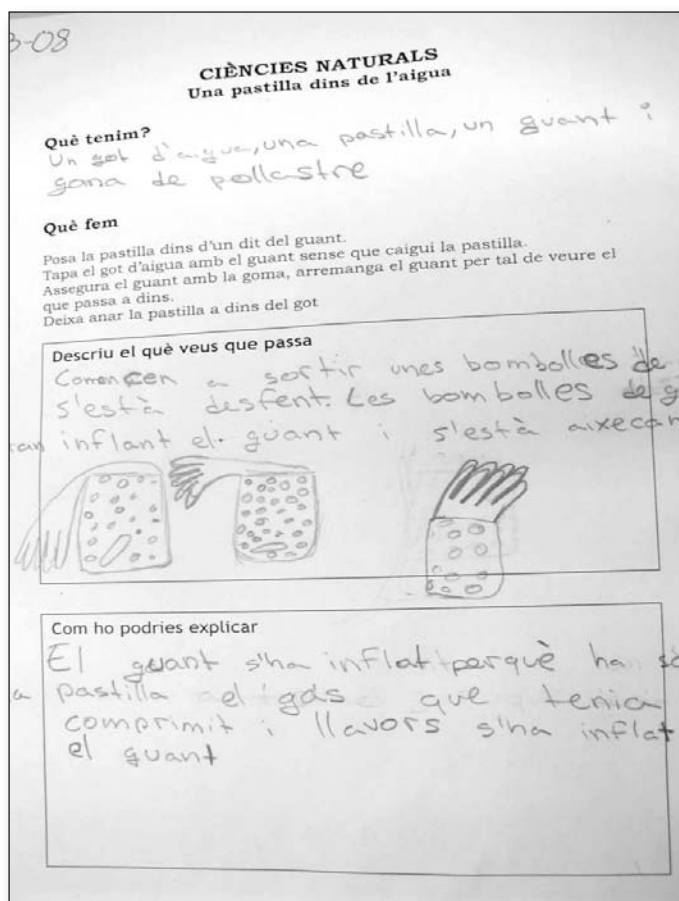 3-08
CIÈNCIES NATURALS
Una pastilla dins de l'aigua
Què tenim?
Un got d'aigua, una pastilla, un guant i
goma de pollastre
Què fem
Posa la pastilla dins d'un dit del guant.
Tapa el got d'aigua amb el guant sense que caigui la pastilla.
Assegura el guant amb la goma, arremanga el guant per tal de veure el
que passa a dins.
Deixa anar la pastilla a dins del got
Descriu el què veus que passa
Comencen a sortir unes bombolles de
s'està desfent. Les bombolles de g
van inflant el guant i s'està aixecan
Com ho podries explicar
El guant s'ha inflat perquè ha so
a pastilla el gas que tenia
comprimit i llavors s'ha inflat
el guant